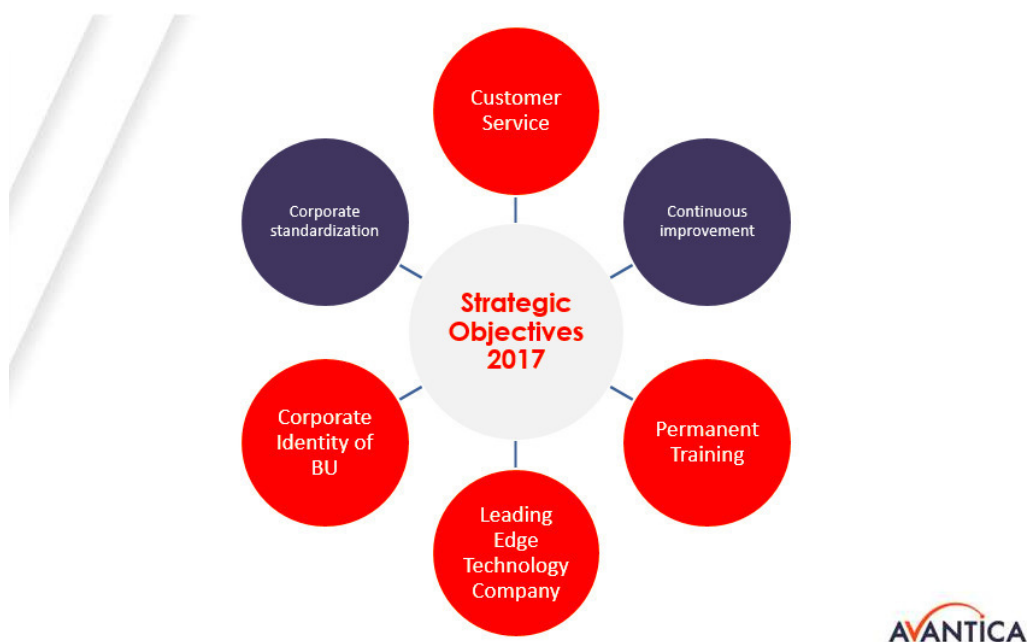 Customer
Service
Corporate
standardization
Continuous
improvement
Strategic
Objectives
2017
Corporate
Identity of
BU
Permanent
Training
Leading
Edge
Technology
Company
AVANTICA